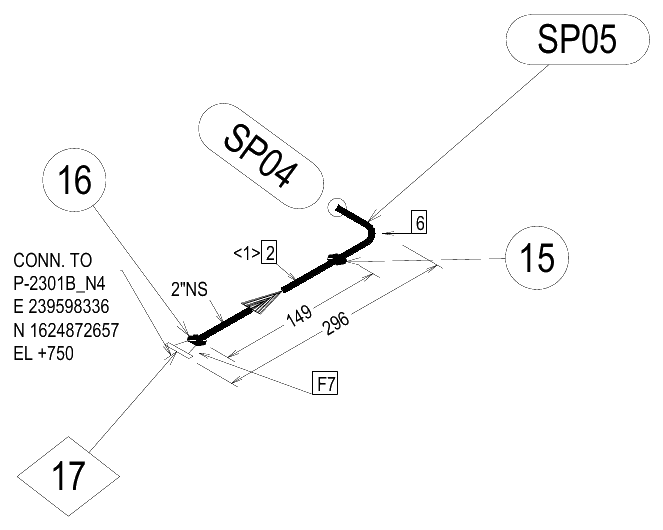 SP05
SP04
16
6
<1> 2
15
CONN. TO
P-2301B_N4
E 239598336
N 1624872657
EL +750
2"NS
149
296
F7
17